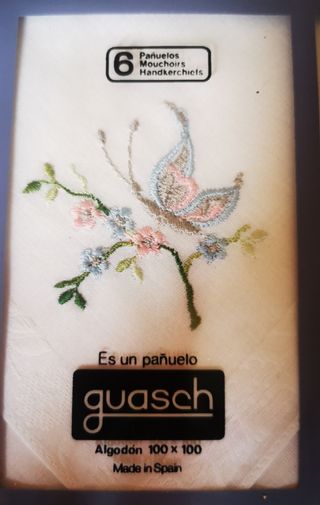 6
Pañuelos
Mouchoirs
Handkerchiefs
Es un pañuelo
guasch
Algodón 100 x 100
Made in Spain